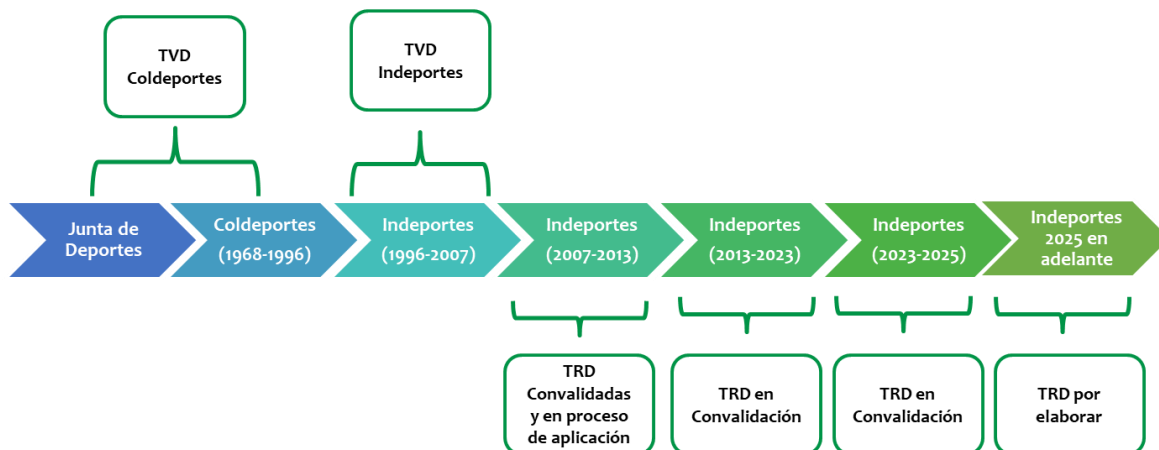 TVD
Coldeportes
TVD
Indeportes
Junta de
Deportes
Coldeportes
(1968-1996)
Indeportes
(1996-2007)
Indeportes
(2007-2013)
Indeportes
(2013-2023)
Indeportes
(2023-2025)
Indeportes
2025 en
adelante
TRD
Convalidadas
y en proceso
de aplicación
TRD en
Convalidación
TRD en
Convalidación
TRD por
elaborar